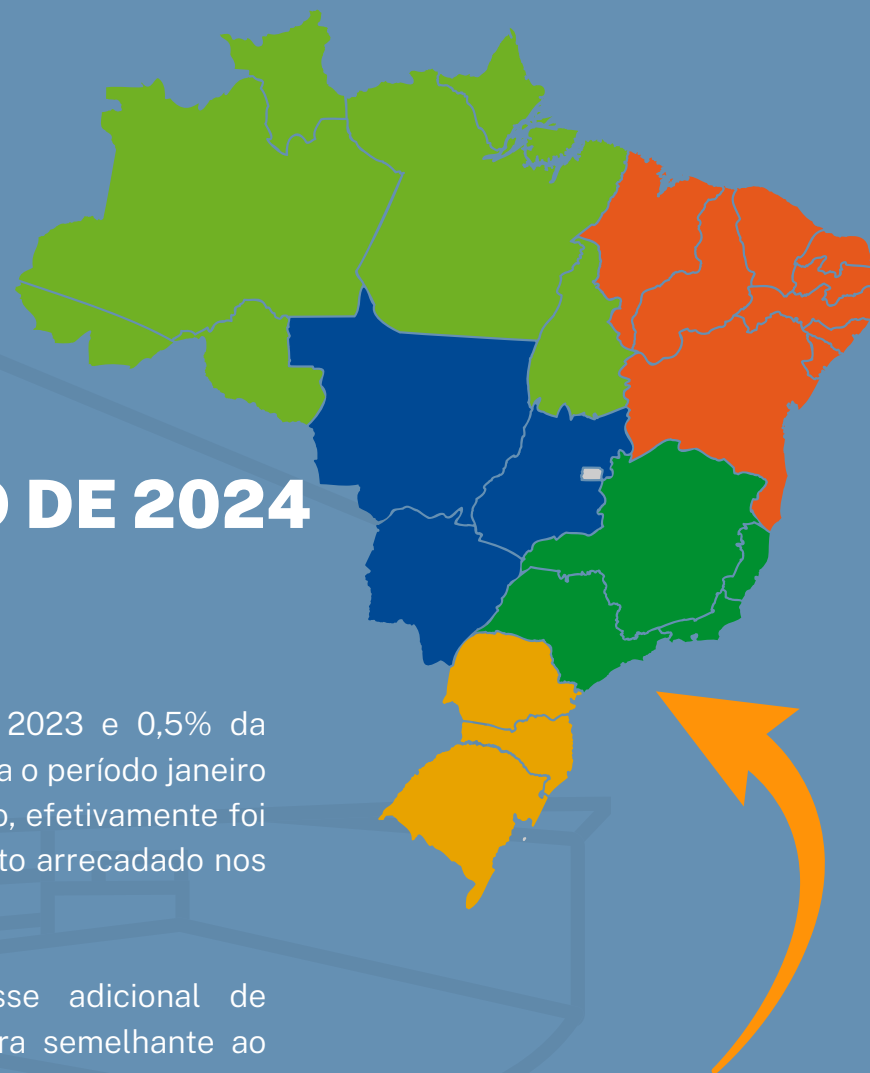 DE 2024
2023 e 0,5% da
a o período janeiro
o, efetivamente foi
to arrecadado nos
sse adicional de
ra semelhante ao